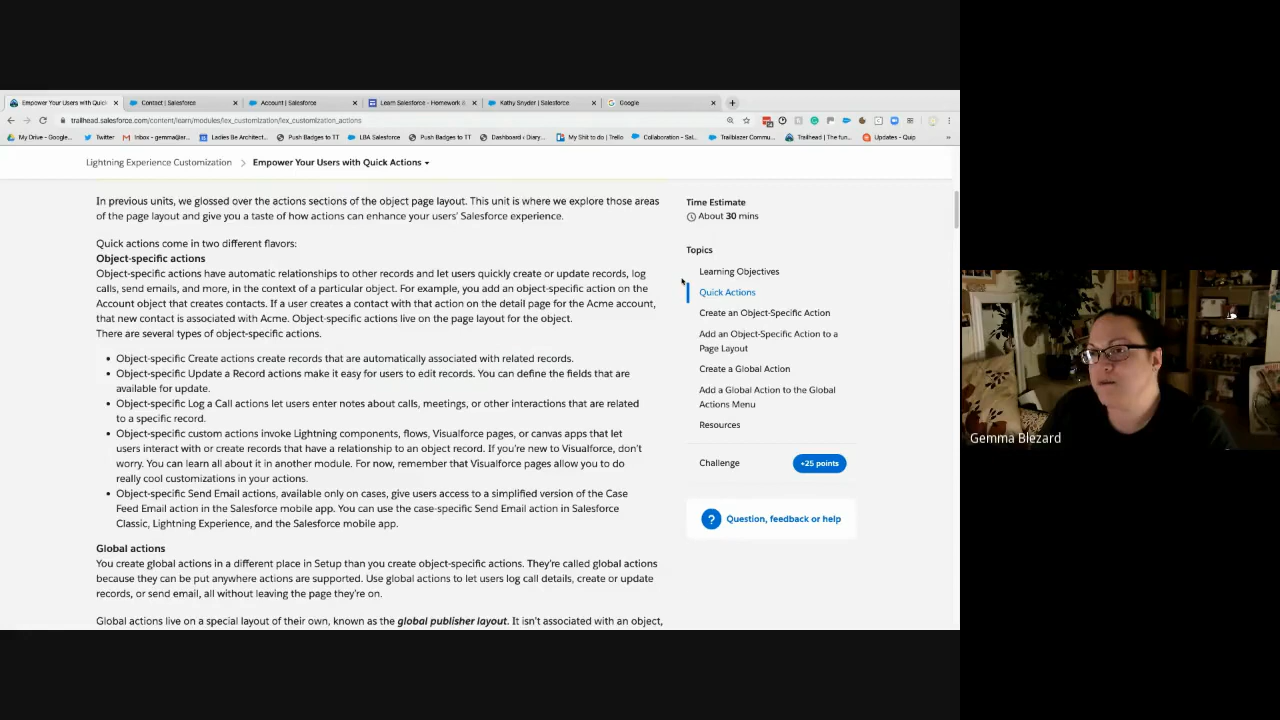 Empower Your Users with Quick
Contact | Salesforce
Account | Salesforce
Learn Salesforce - Homework &
Kathy Snyder | Salesforce
Google
trailhead.salesforce.com/content/learn/modules/lex_customization/lex_customization_actions
My Drive - Google...
Twitter
Inbox - gemma@ar...
Ladies Be Architect...
Push Badges to TT
LBA Salesforce
Push Badges to TT
Dashboard ‹ Diary...
My Shit to do | Trello
Collaboration - Sal...
Trailblazer Commu...
Trailhead | The fun...
Updates - Quip
»
Lightning Experience Customization > Empower Your Users with Quick Actions
In previous units, we glossed over the actions sections of the object page layout. This unit is where we explore those areas
of the page layout and give you a taste of how actions can enhance your users' Salesforce experience.
Quick actions come in two different flavors:
Object-specific actions
Object-specific actions have automatic relationships to other records and let users quickly create or update records, log
calls, send emails, and more, in the context of a particular object. For example, you add an object-specific action on the
Account object that creates contacts. If a user creates a contact with that action on the detail page for the Acme account,
that new contact is associated with Acme. Object-specific actions live on the page layout for the object.
There are several types of object-specific actions.
• Object-specific Create actions create records that are automatically associated with related records.
• Object-specific Update a Record actions make it easy for users to edit records. You can define the fields that are
available for update.
• Object-specific Log a Call actions let users enter notes about calls, meetings, or other interactions that are related
to a specific record.
• Object-specific custom actions invoke Lightning components, flows, Visualforce pages, or canvas apps that let
users interact with or create records that have a relationship to an object record. If you're new to Visualforce, don't
worry. You can learn all about it in another module. For now, remember that Visualforce pages allow you to do
really cool customizations in your actions.
• Object-specific Send Email actions, available only on cases, give users access to a simplified version of the Case
Feed Email action in the Salesforce mobile app. You can use the case-specific Send Email action in Salesforce
Classic, Lightning Experience, and the Salesforce mobile app.
Global actions
You create global actions in a different place in Setup than you create object-specific actions. They're called global actions
because they can be put anywhere actions are supported. Use global actions to let users log call details, create or update
records, or send email, all without leaving the page they're on.
Global actions live on a special layout of their own, known as the global publisher layout. It isn't associated with an object,
Time Estimate
About 30 mins
Topics
Learning Objectives
Quick Actions
Create an Object-Specific Action
Add an Object-Specific Action to a
Page Layout
Create a Global Action
Add a Global Action to the Global
Actions Menu
Resources
Challenge
+25 points
? Question, feedback or help
Gemma Blezard